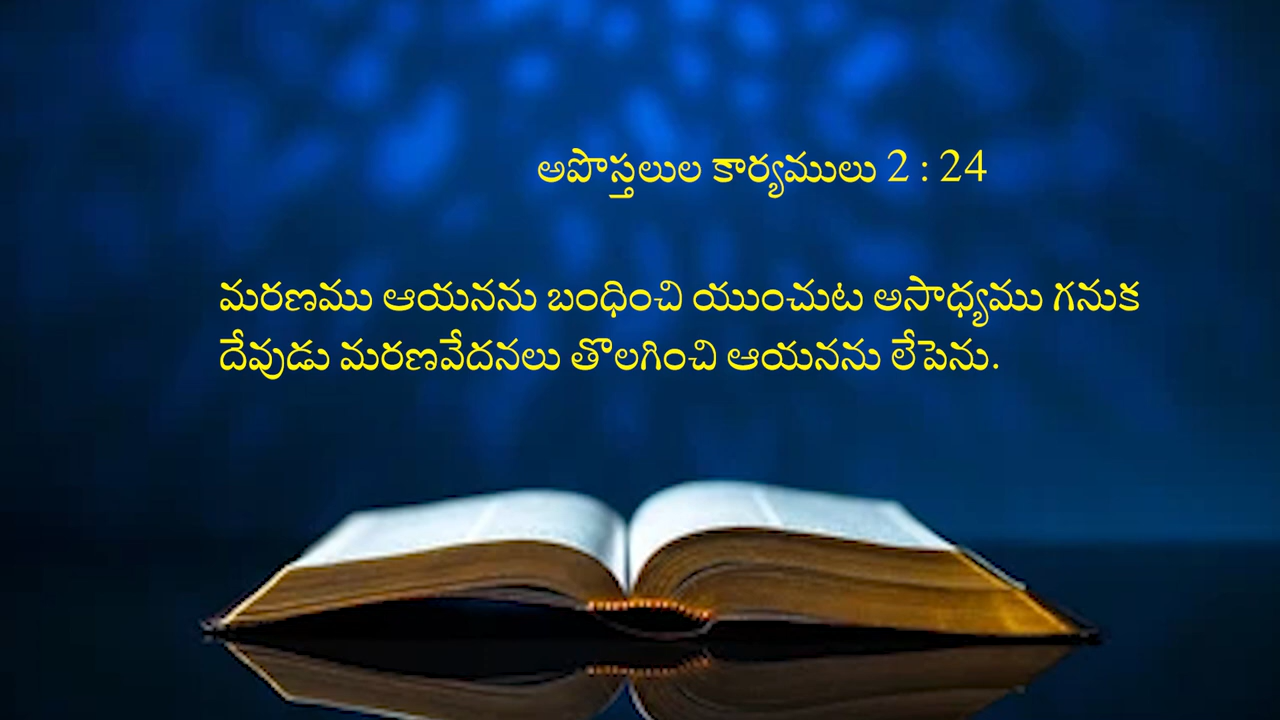 అపొస్తలుల కార్యములు 2 : 24
మరణము ఆయనను బంధించి యుంచుట అసాధ్యము గనుక
దేవుడు మరణవేదనలు తొలగించి ఆయనను లేపెను.